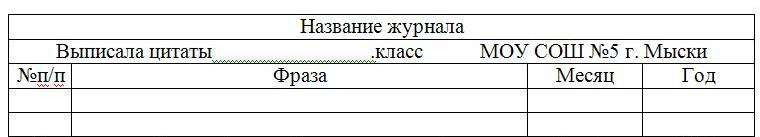 Название журнала
Выписала цитаты .класс МОУ СОШ №5 г. Мыски
№п/п Фраза Месяц Год